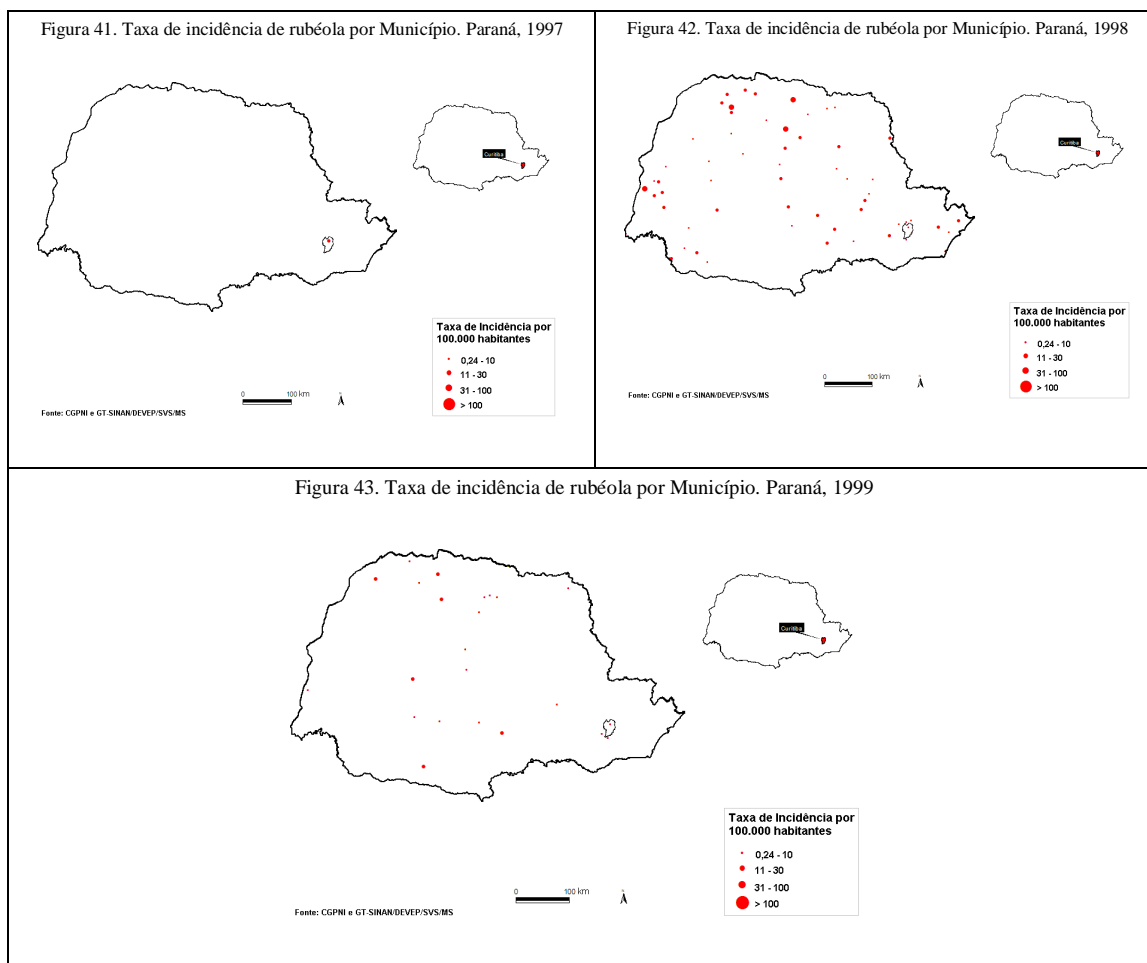 Figura 41. Taxa de incidência de rubéola por Município. Paraná, 1997
Curitiba
Taxa de Incidência por
100.000 habitantes
0,24 - 10
11 - 30
31 - 100
> 100
0 100 km
N
Fonte: CGPNI e GT-SINAN/DEVEP/SVS/MS
Figura 42. Taxa de incidência de rubéola por Município. Paraná, 1998
Curitiba
Taxa de Incidência por
100.000 habitantes
0,24 - 10
11 - 30
31 - 100
> 100
0 100 km
N
Fonte: CGPNI e GT-SINAN/DEVEP/SVS/MS
Figura 43. Taxa de incidência de rubéola por Município. Paraná, 1999
Curitiba
Taxa de Incidência por
100.000 habitantes
0,24 - 10
11 - 30
31 - 100
> 100
0 100 km
N
Fonte: CGPNI e GT-SINAN/DEVEP/SVS/MS